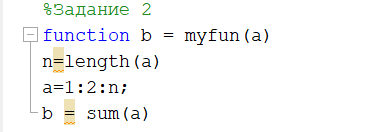 %Задание 2
function b = myfun(a)
n=length(a)
a=1:2:n;
b = sum(a)